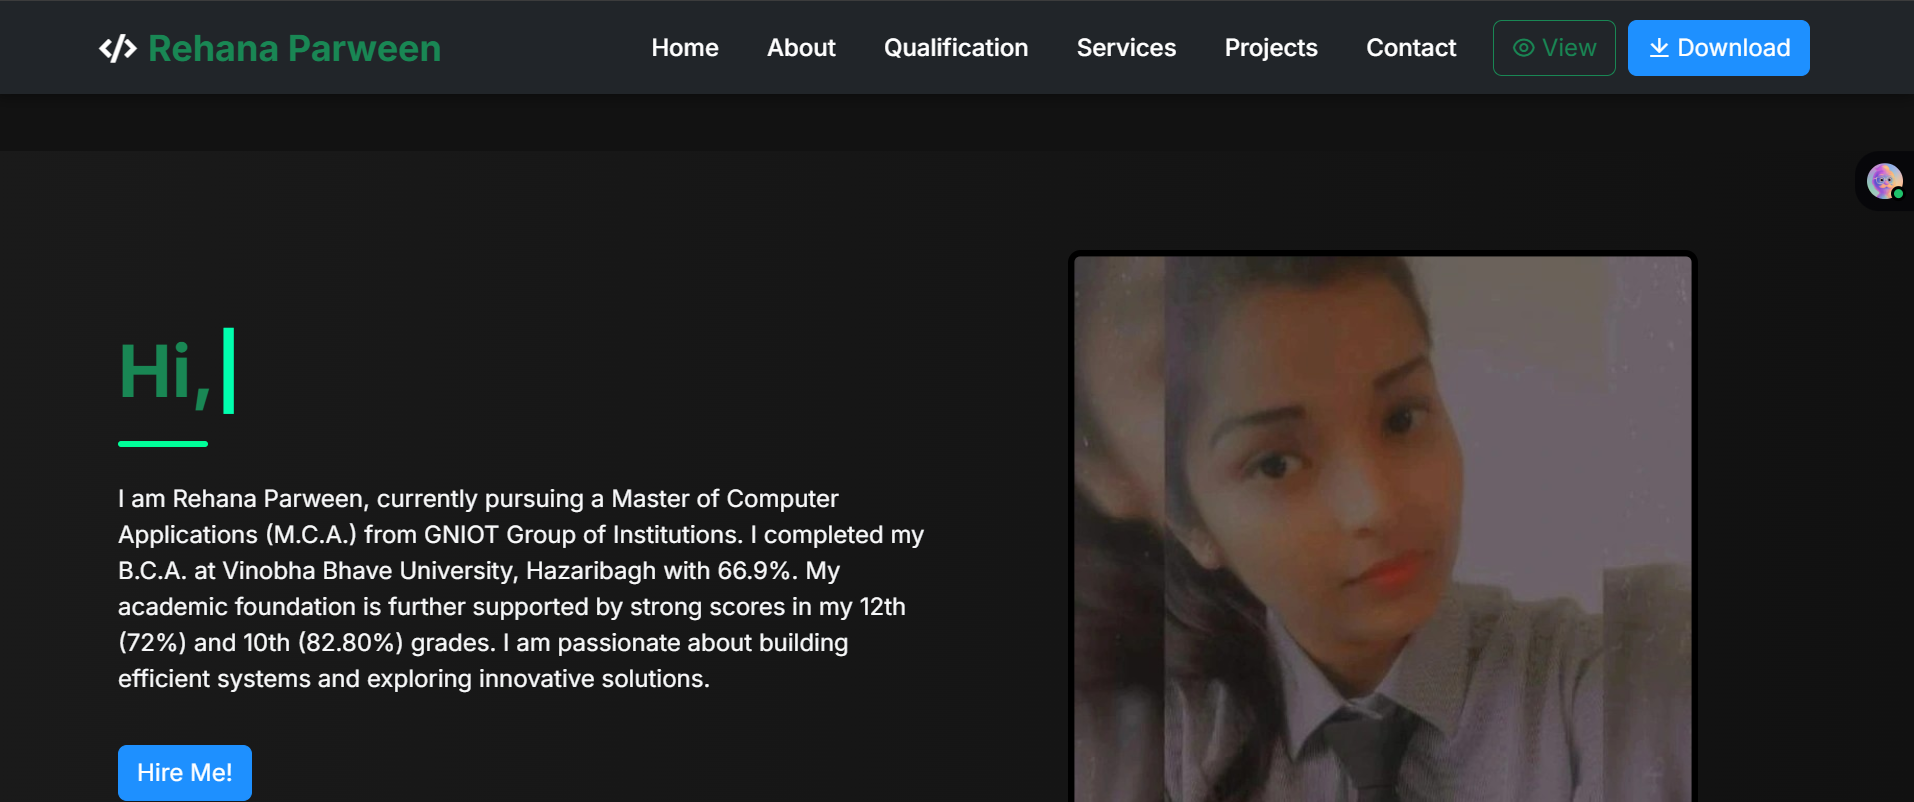 </> Rehana Parween Home About Qualification Services Projects Contact View Download
Hi,
I am Rehana Parween, currently pursuing a Master of Computer
Applications (M.C.A.) from GNIOT Group of Institutions. I completed my
B.C.A. at Vinobha Bhave University, Hazaribagh with 66.9%. My
academic foundation is further supported by strong scores in my 12th
(72%) and 10th (82.80%) grades. I am passionate about building
efficient systems and exploring innovative solutions.
Hire Me!